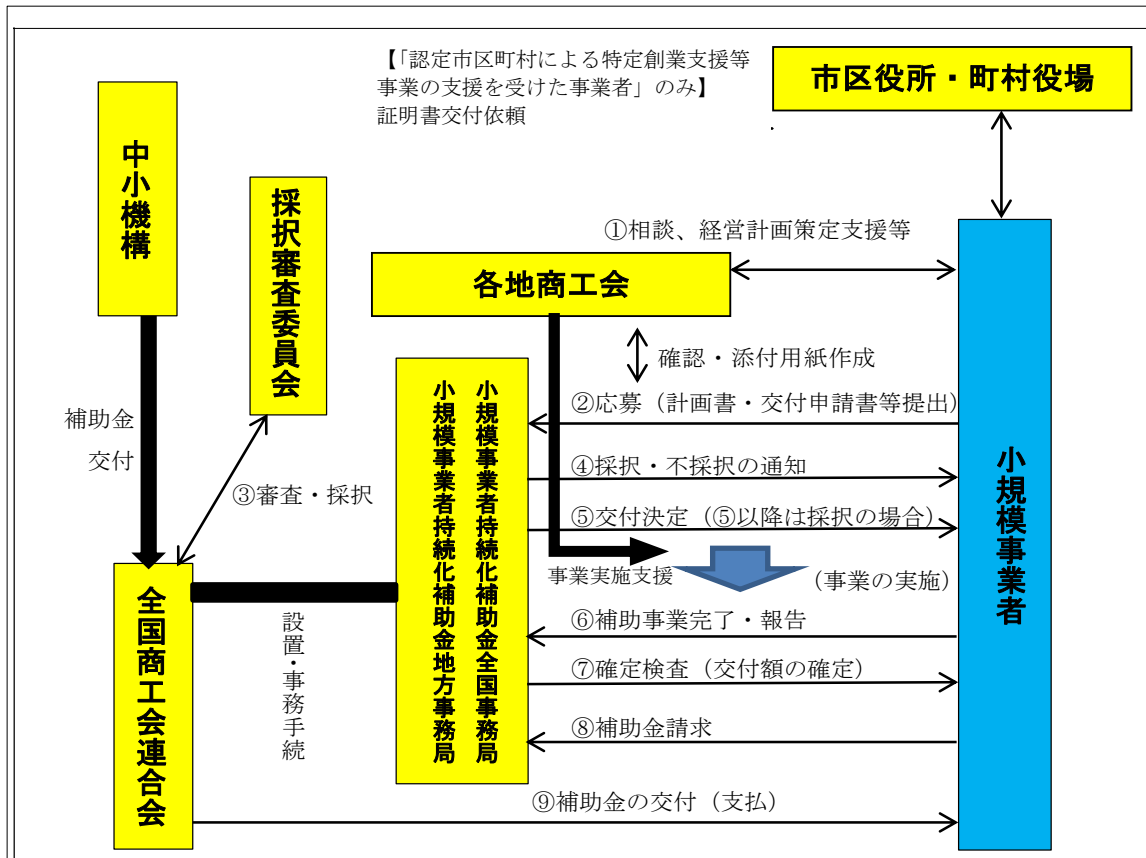 【「認定市区町村による特定創業支援等
事業の支援を受けた事業者」のみ】
証明書交付依頼
市区役所・町村役場
中小機構
採択審査委員会
①相談、経営計画策定支援等
各地商工会
確認・添付用紙作成
補助金
交付
③審査・採択
②応募（計画書・交付申請書等提出）
④採択・不採択の通知
⑤交付決定（⑤以降は採択の場合）
事業実施支援
（事業の実施）
⑥補助事業完了・報告
⑦確定検査（交付額の確定）
⑧補助金請求
⑨補助金の交付（支払）
小規模事業者持続化補助金全国事務局
小規模事業者持続化補助金地方事務局
設置・事務手続
全国商工会連合会
小規模事業者